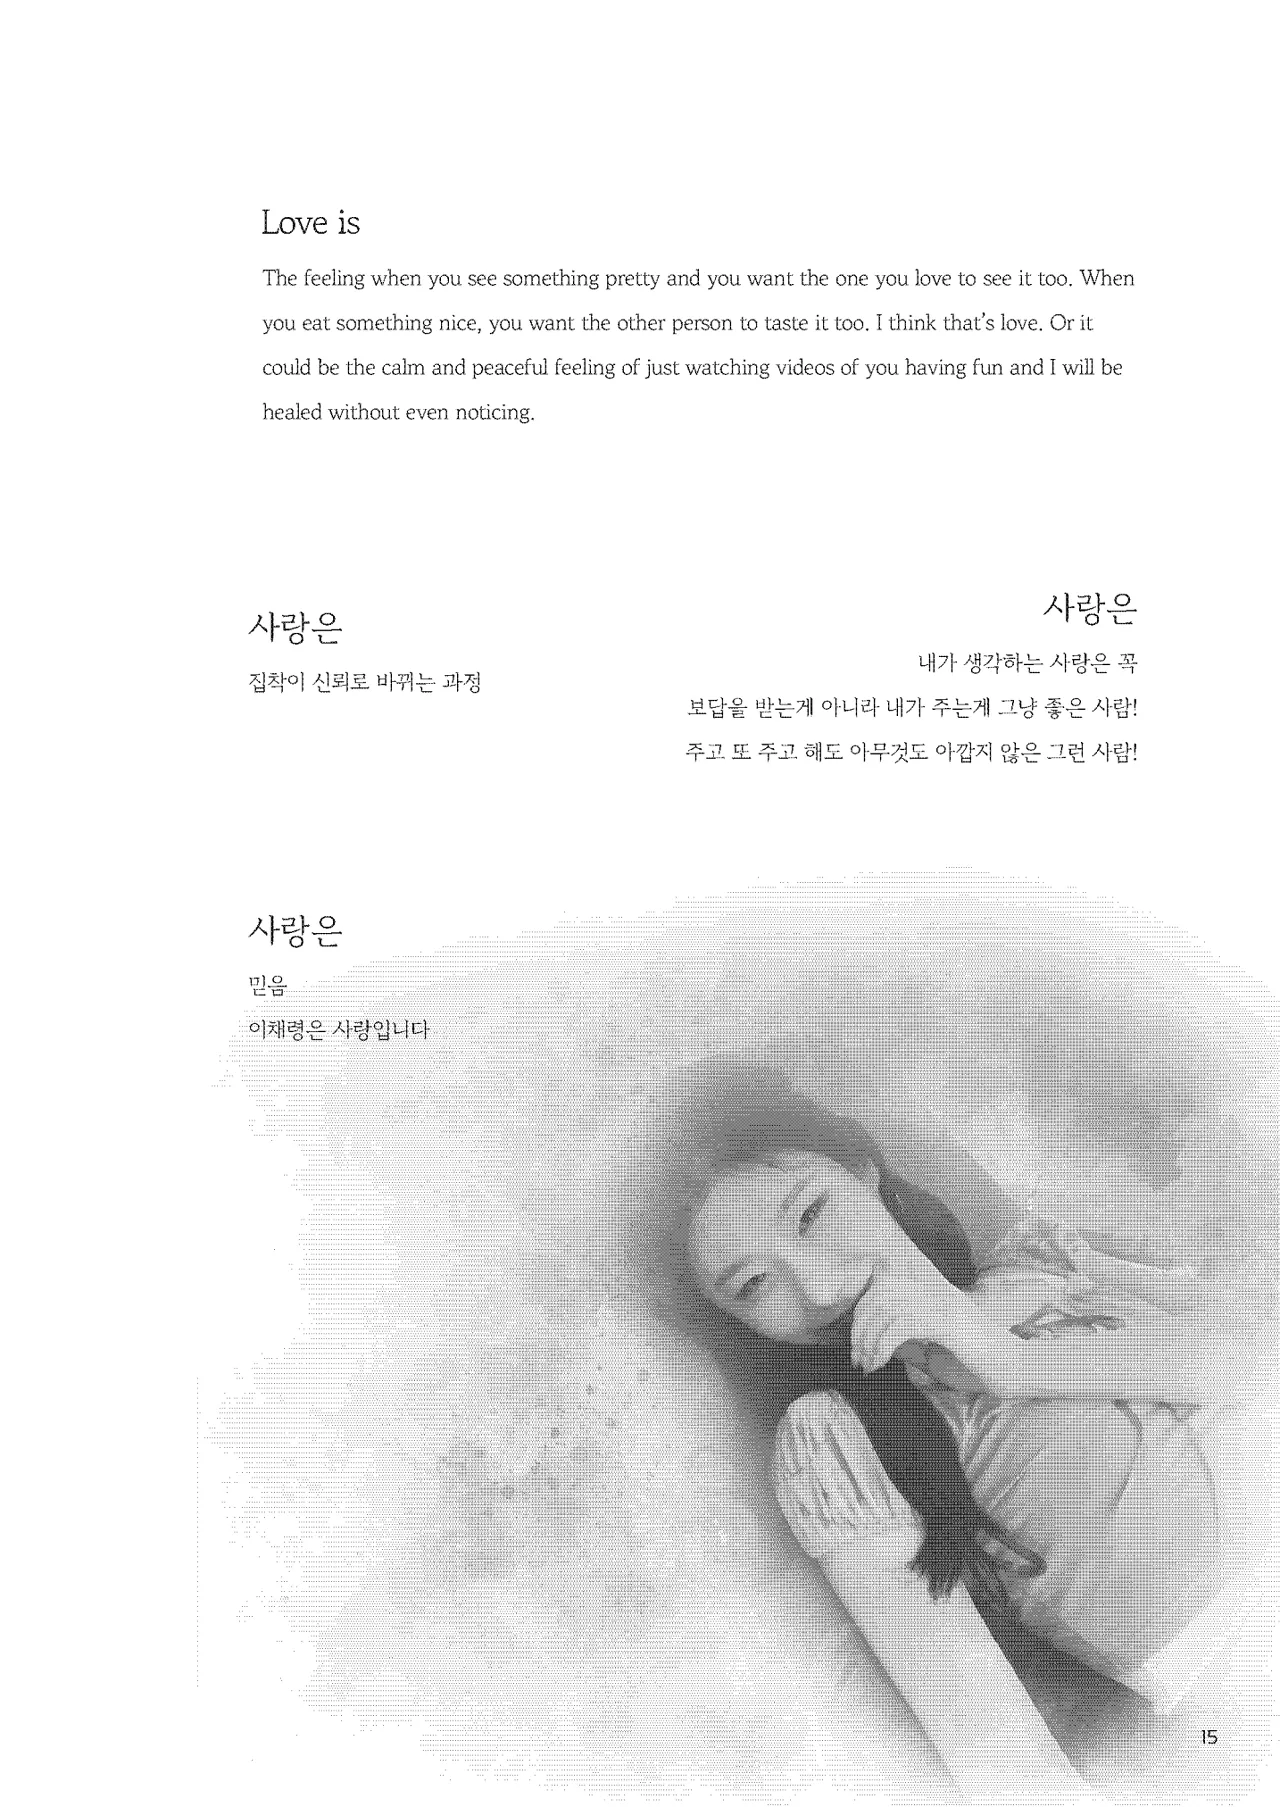 Love is
The feeling when you see something pretty and you want the one you love to see it too. When
you eat something nice, you want the other person to taste it too. I think that's love. Or it
could be the calm and peaceful feeling of just watching videos of you having fun and I will be
healed without even noticing.
사랑은
집착이 신뢰로 바뀌는 과정
사랑은
내가 생각하는 사랑은 꼭
보답을 받는게 아니라 내가 주는게 그냥 좋은 사람!
주고 또 주고 해도 아무것도 아깝지 않은 그런 사람!
사랑은
믿음
이채령은 사랑입니다
15